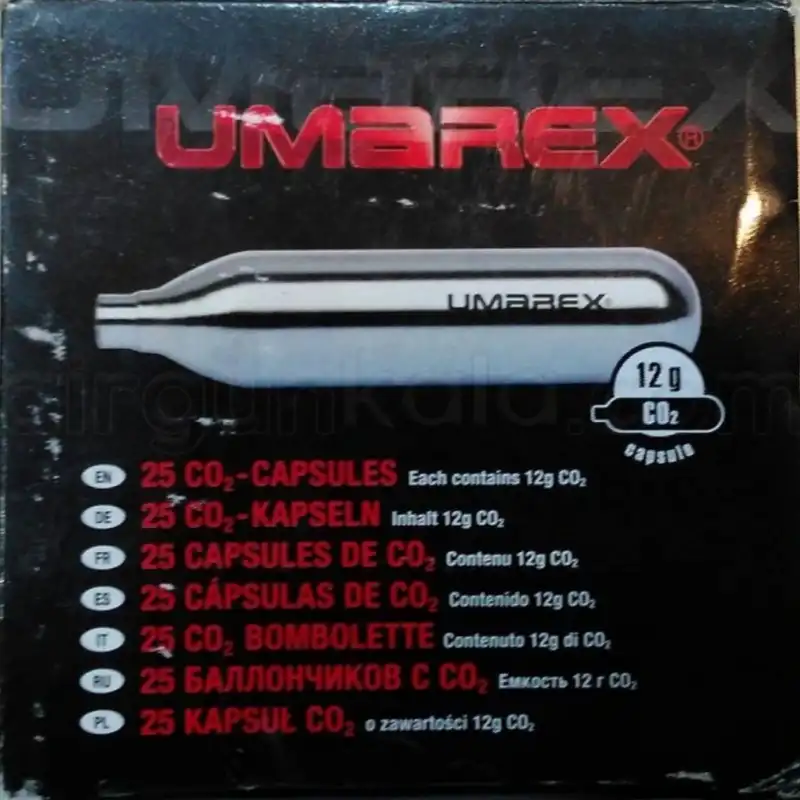 UMAREX
UMAREX®
UMAREX
12 g
CO₂
capsule
airgunkala.com
EN 25 CO₂-CAPSULES Each contains 12g CO₂
DE 25 CO₂-KAPSELN Inhalt 12g CO₂
FR 25 CAPSULES DE CO₂ Contenu 12g CO₂
ES 25 CÁPSULAS DE CO₂ Contenido 12g CO₂
IT 25 CO₂ BOMBOLETTE Contenuto 12g di CO₂
RU 25 БАЛЛОНЧИКОВ С CO₂ Емкость 12 г CO₂
PL 25 KAPSUŁ CO₂ o zawartości 12g CO₂